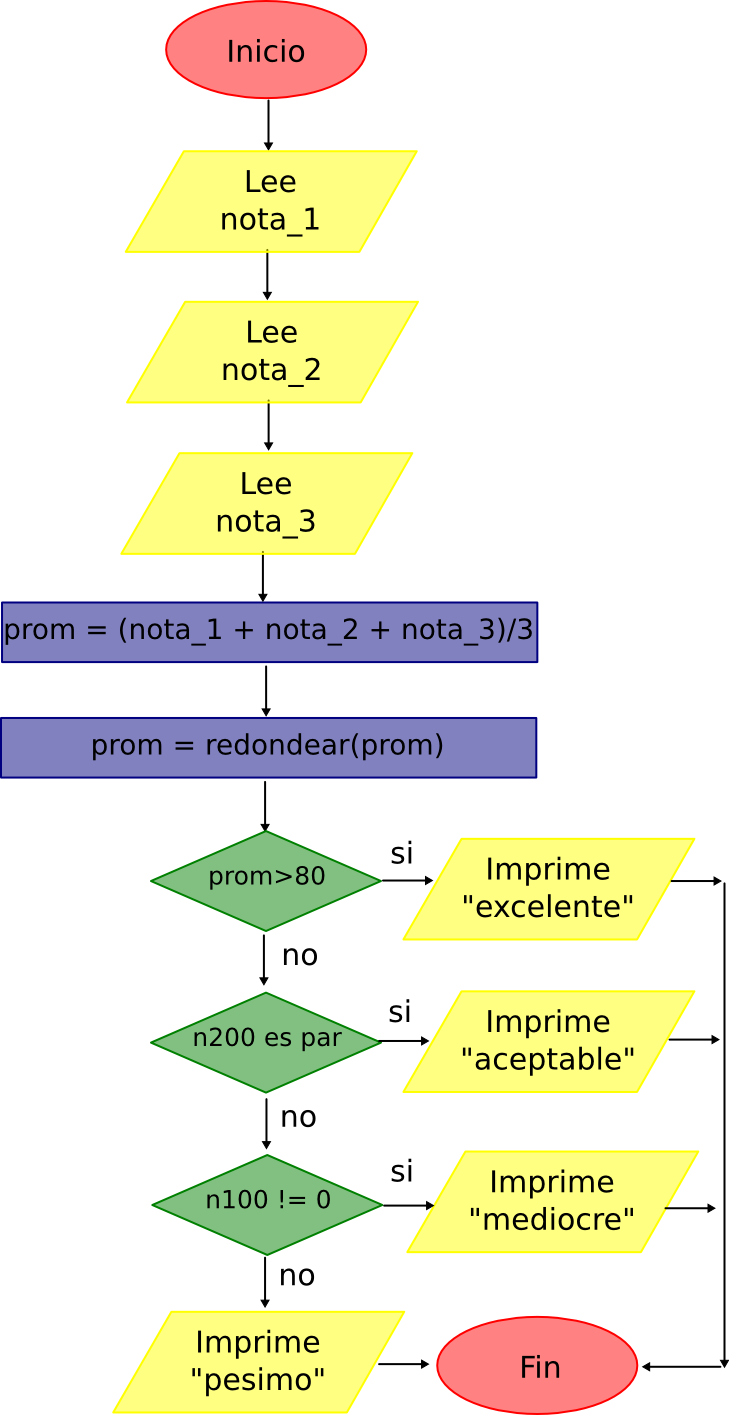 Inicio
Lee
nota_1
Lee
nota_2
Lee
nota_3
prom = (nota_1 + nota_2 + nota_3)/3
prom = redondear(prom)
prom>80
si
Imprime
"excelente"
no
n200 es par
si
Imprime
"aceptable"
no
n100 != 0
si
Imprime
"mediocre"
no
Imprime
"pesimo"
Fin